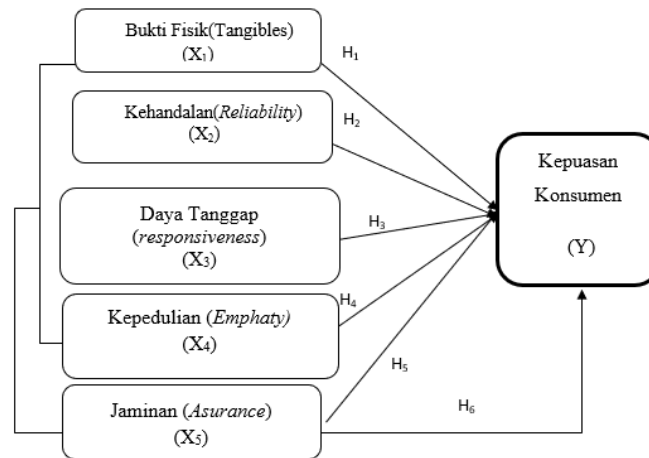 Bukti Fisik(Tangibles)
(X₁)
H₁
Kehandalan(Reliability)
(X₂)
H₂
Daya Tanggap
(responsiveness)
(X₃)
H₃
Kepedulian (Emphaty)
(X₄)
H₄
Jaminan (Asurance)
(X₅)
H₅
H₆
Kepuasan
Konsumen
(Y)